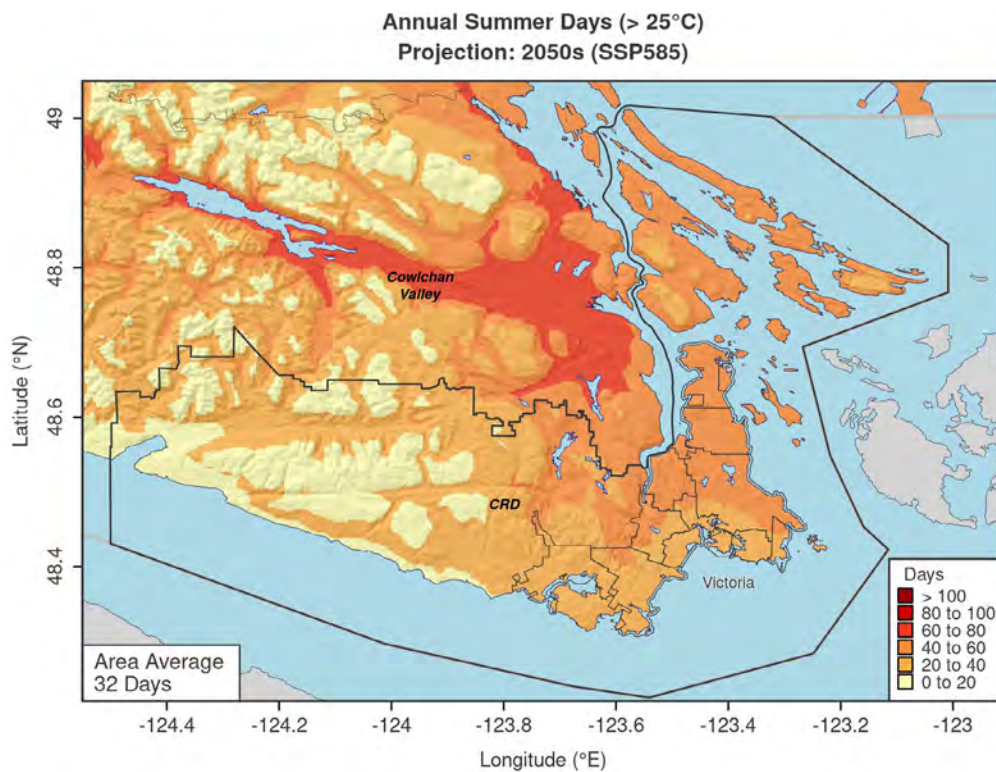 Annual Summer Days (> 25°C)
Projection: 2050s (SSP585)
Latitude (°N)
49
48.8
48.6
48.4
Cowichan
Valley
CRD
Victoria
Days
> 100
80 to 100
60 to 80
40 to 60
20 to 40
0 to 20
Area Average
32 Days
-124.4
-124.2
-124
-123.8
-123.6
-123.4
-123.2
-123
Longitude (°E)